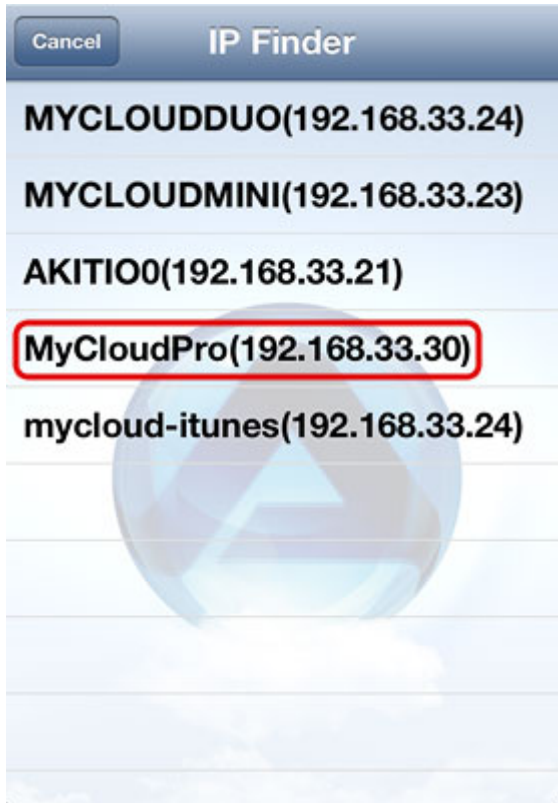 Cancel IP Finder
MYCLOUDDUO(192.168.33.24)
MYCLOUDMINI(192.168.33.23)
AKITIO0(192.168.33.21)
MyCloudPro(192.168.33.30)
mycloud-itunes(192.168.33.24)